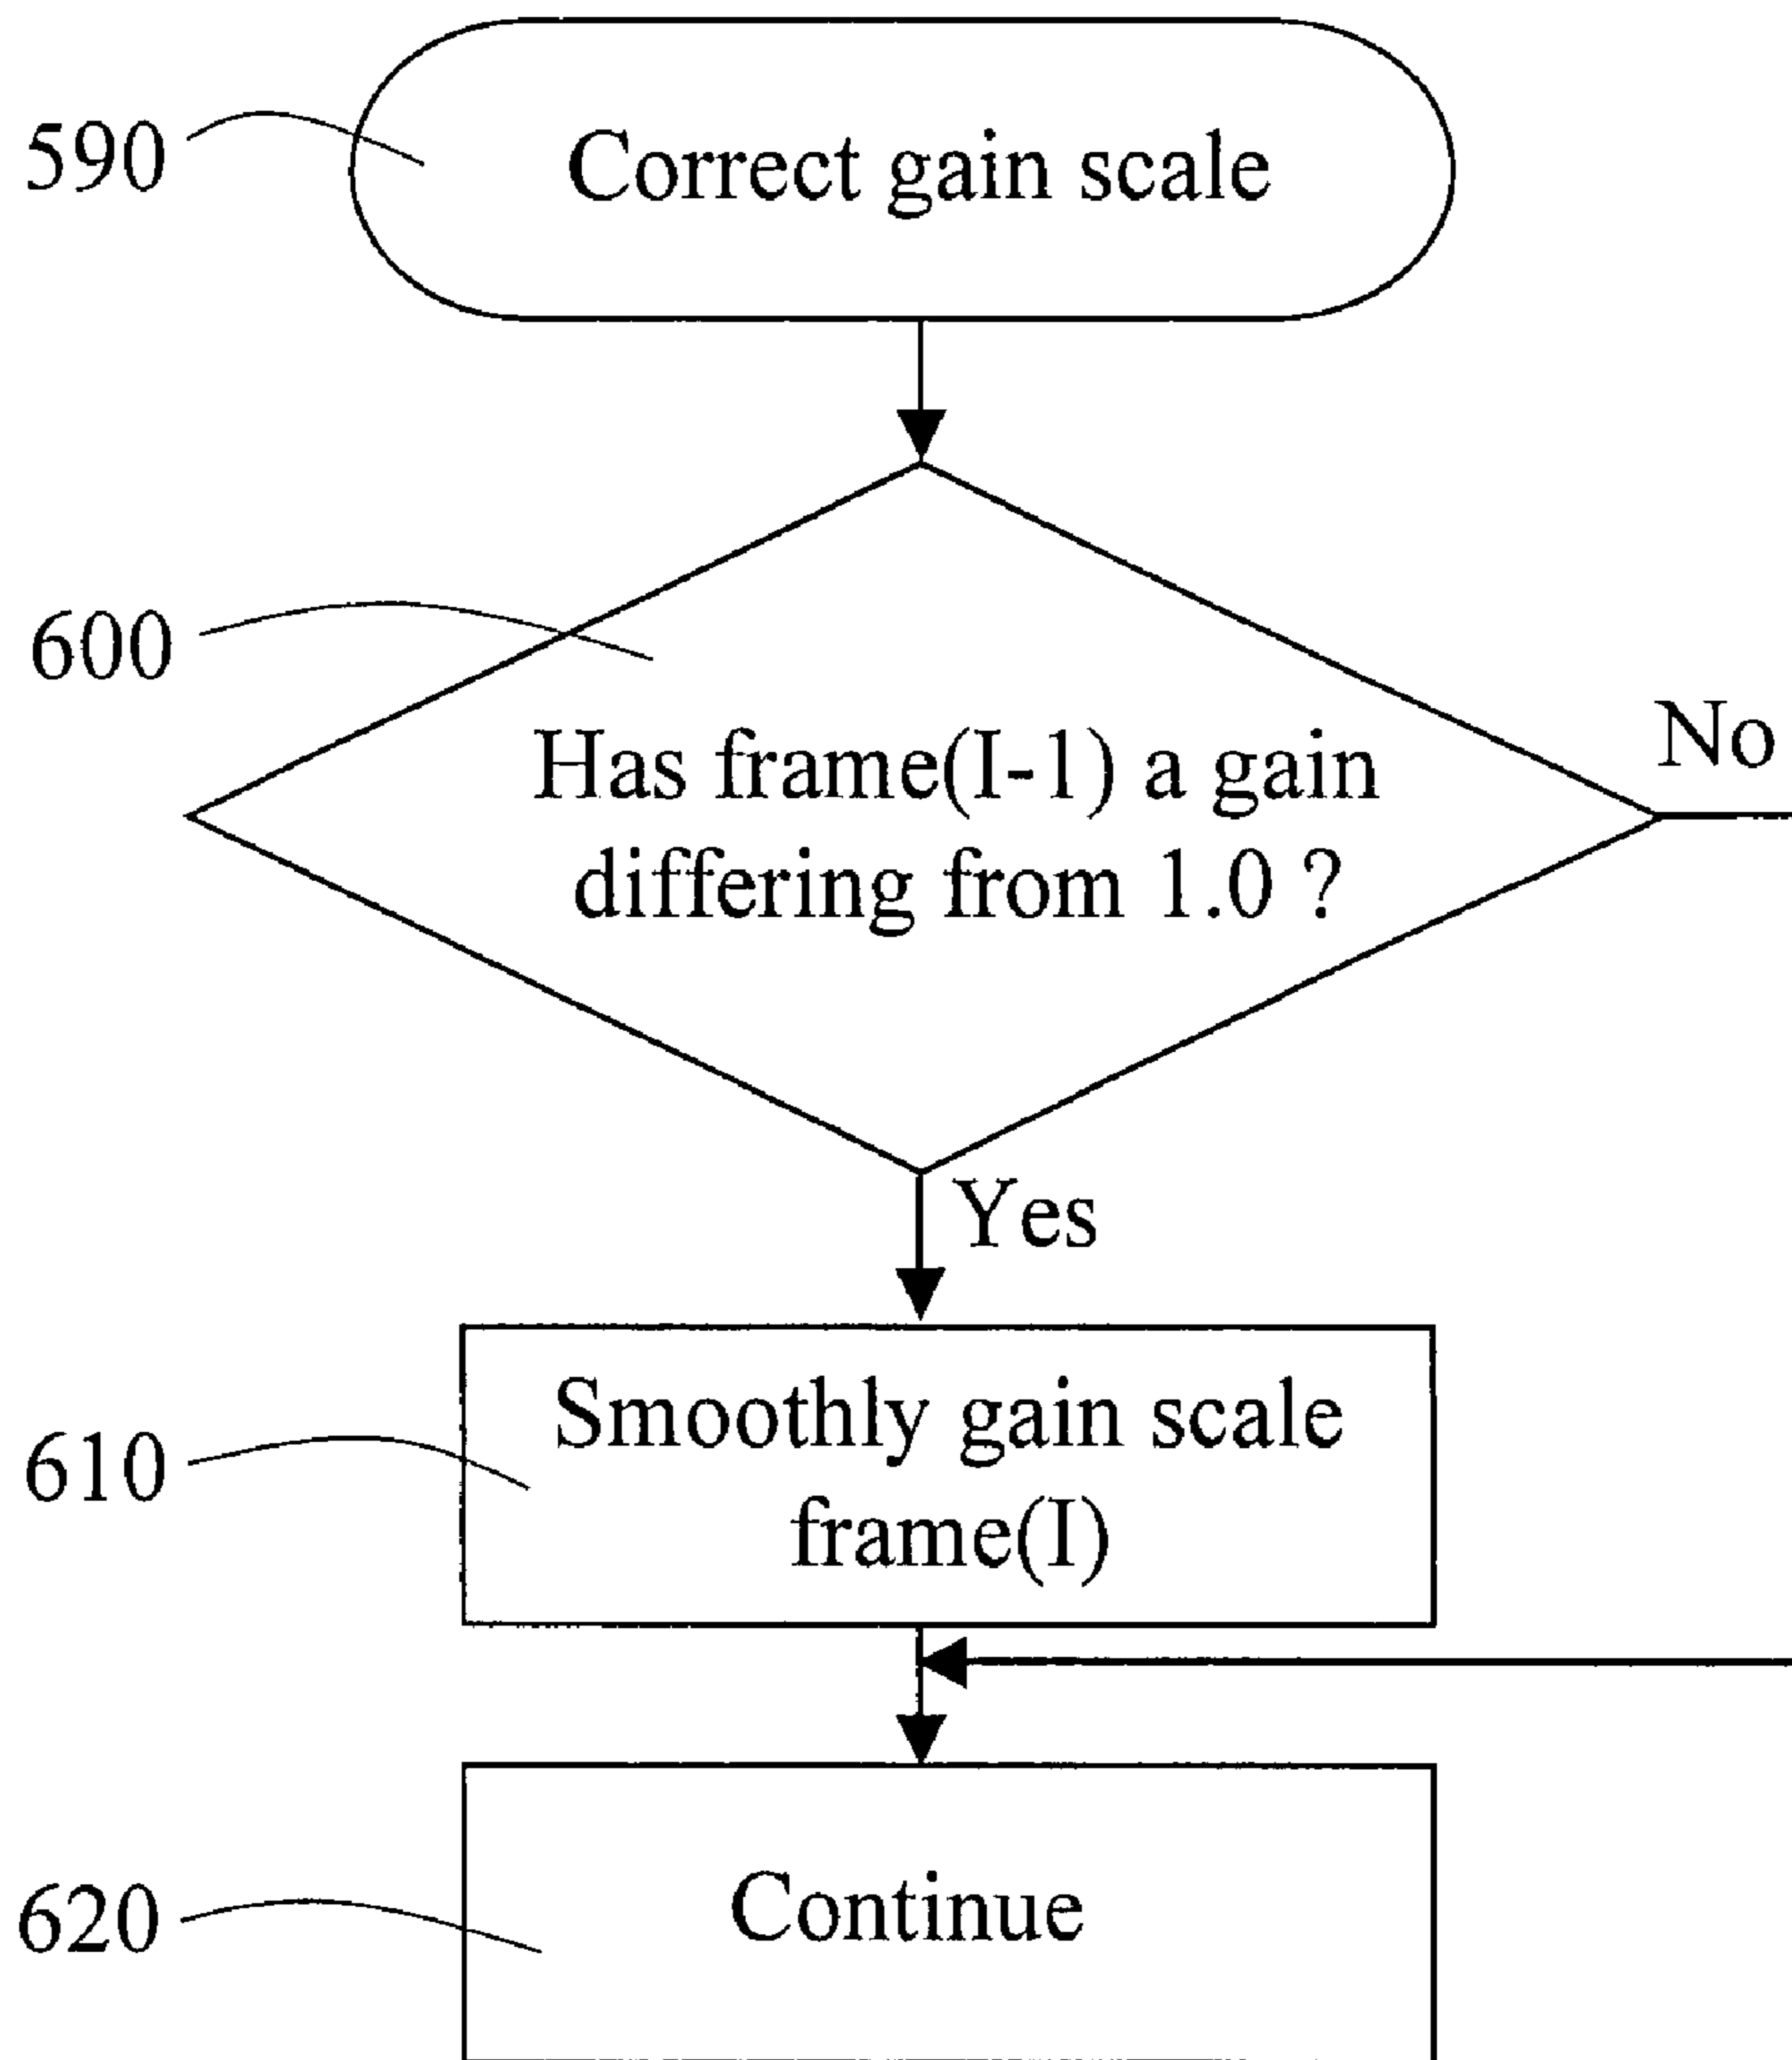 590
Correct gain scale
600
Has frame(I-1) a gain
differing from 1.0 ?
No
Yes
610
Smoothly gain scale
frame(I)
620
Continue